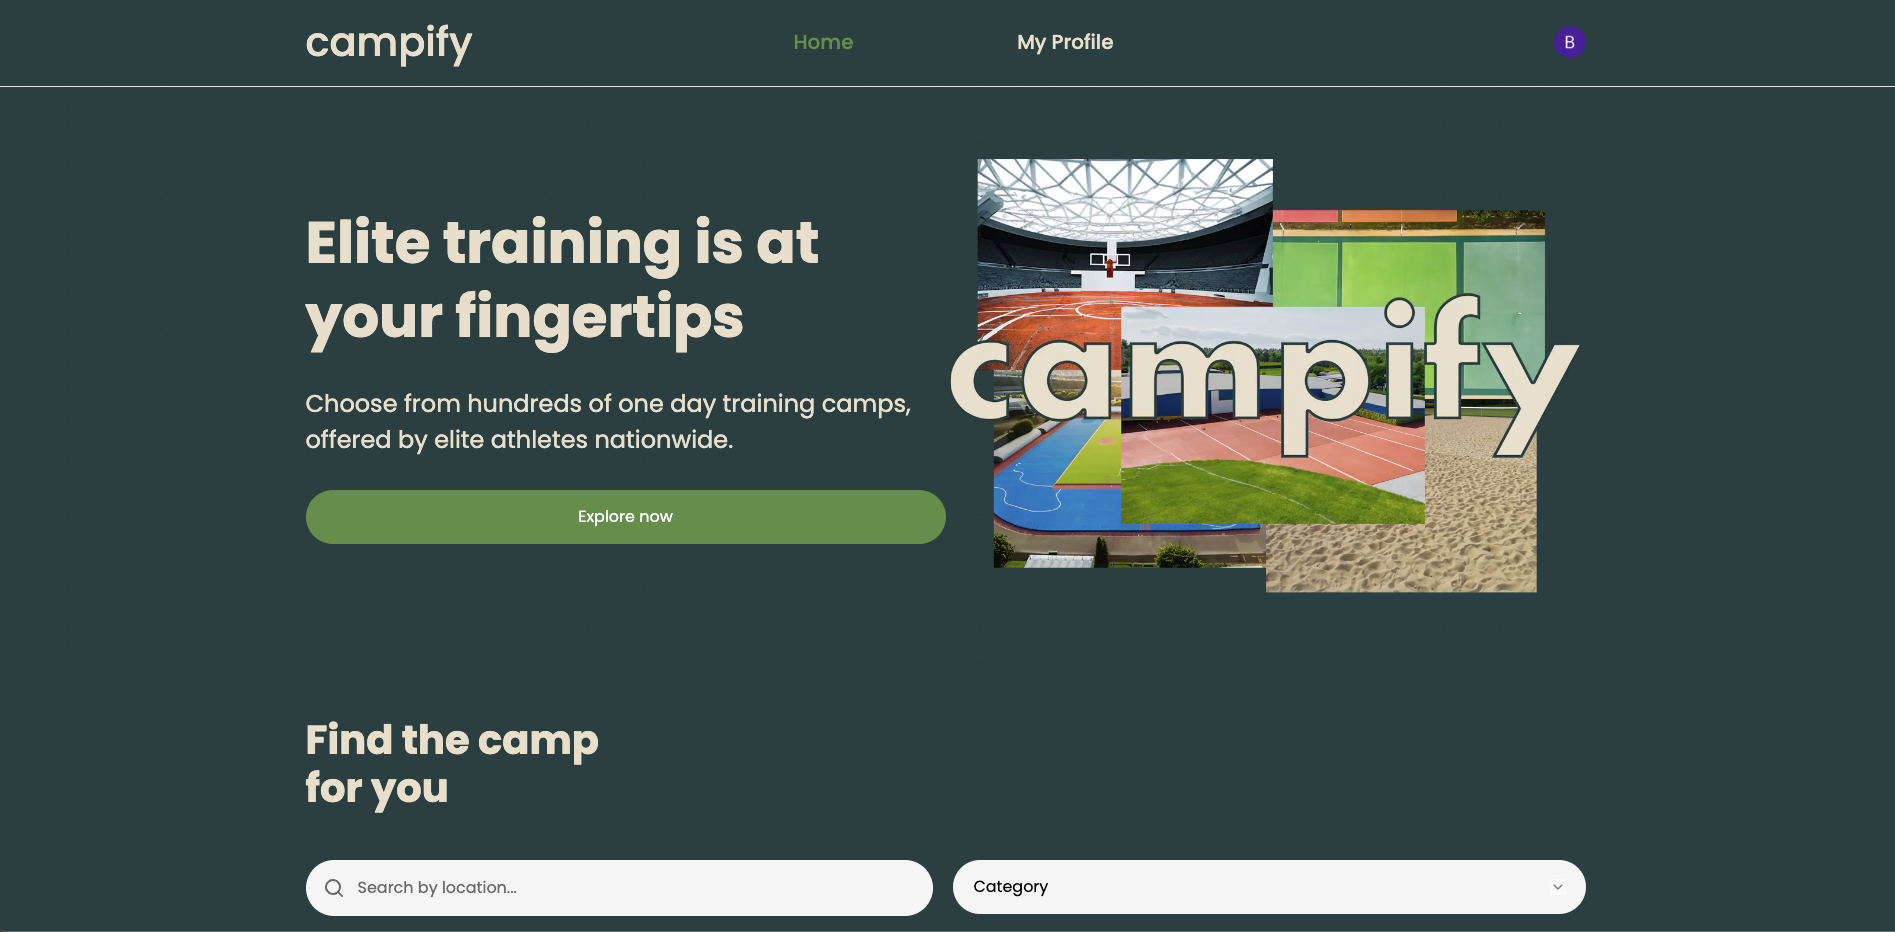 campify
Home
My Profile
B
Elite training is at
your fingertips
Choose from hundreds of one day training camps,
offered by elite athletes nationwide.
Explore now
campify
Find the camp
for you
Search by location...
Category